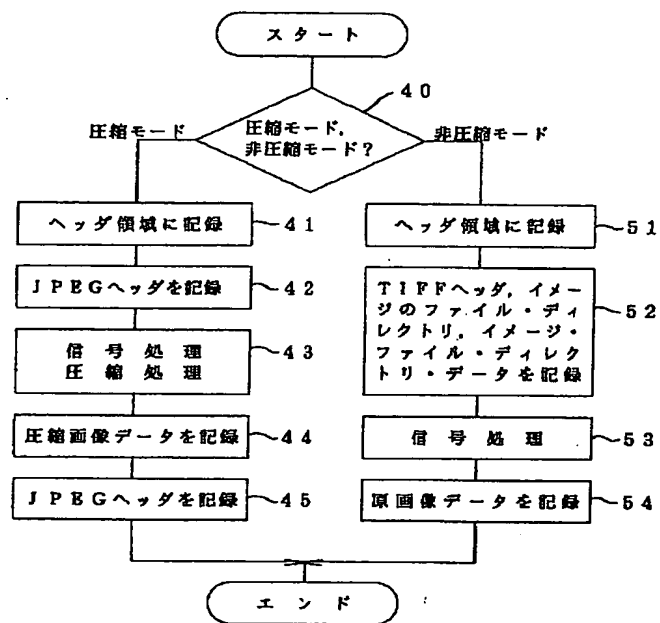 スタート
40
圧縮モード
圧縮モード,
非圧縮モード?
非圧縮モード
ヘッダ領域に記録
41
JPEGヘッダを記録
42
信号処理
圧縮処理
43
圧縮画像データを記録
44
JPEGヘッダを記録
45
ヘッダ領域に記録
51
TIFFヘッダ,イメー
ジのファイル・ディ
レクトリ,イメージ・
ファイル・ディレク
トリ・データを記録
52
信号処理
53
原画像データを記録
54
エンド